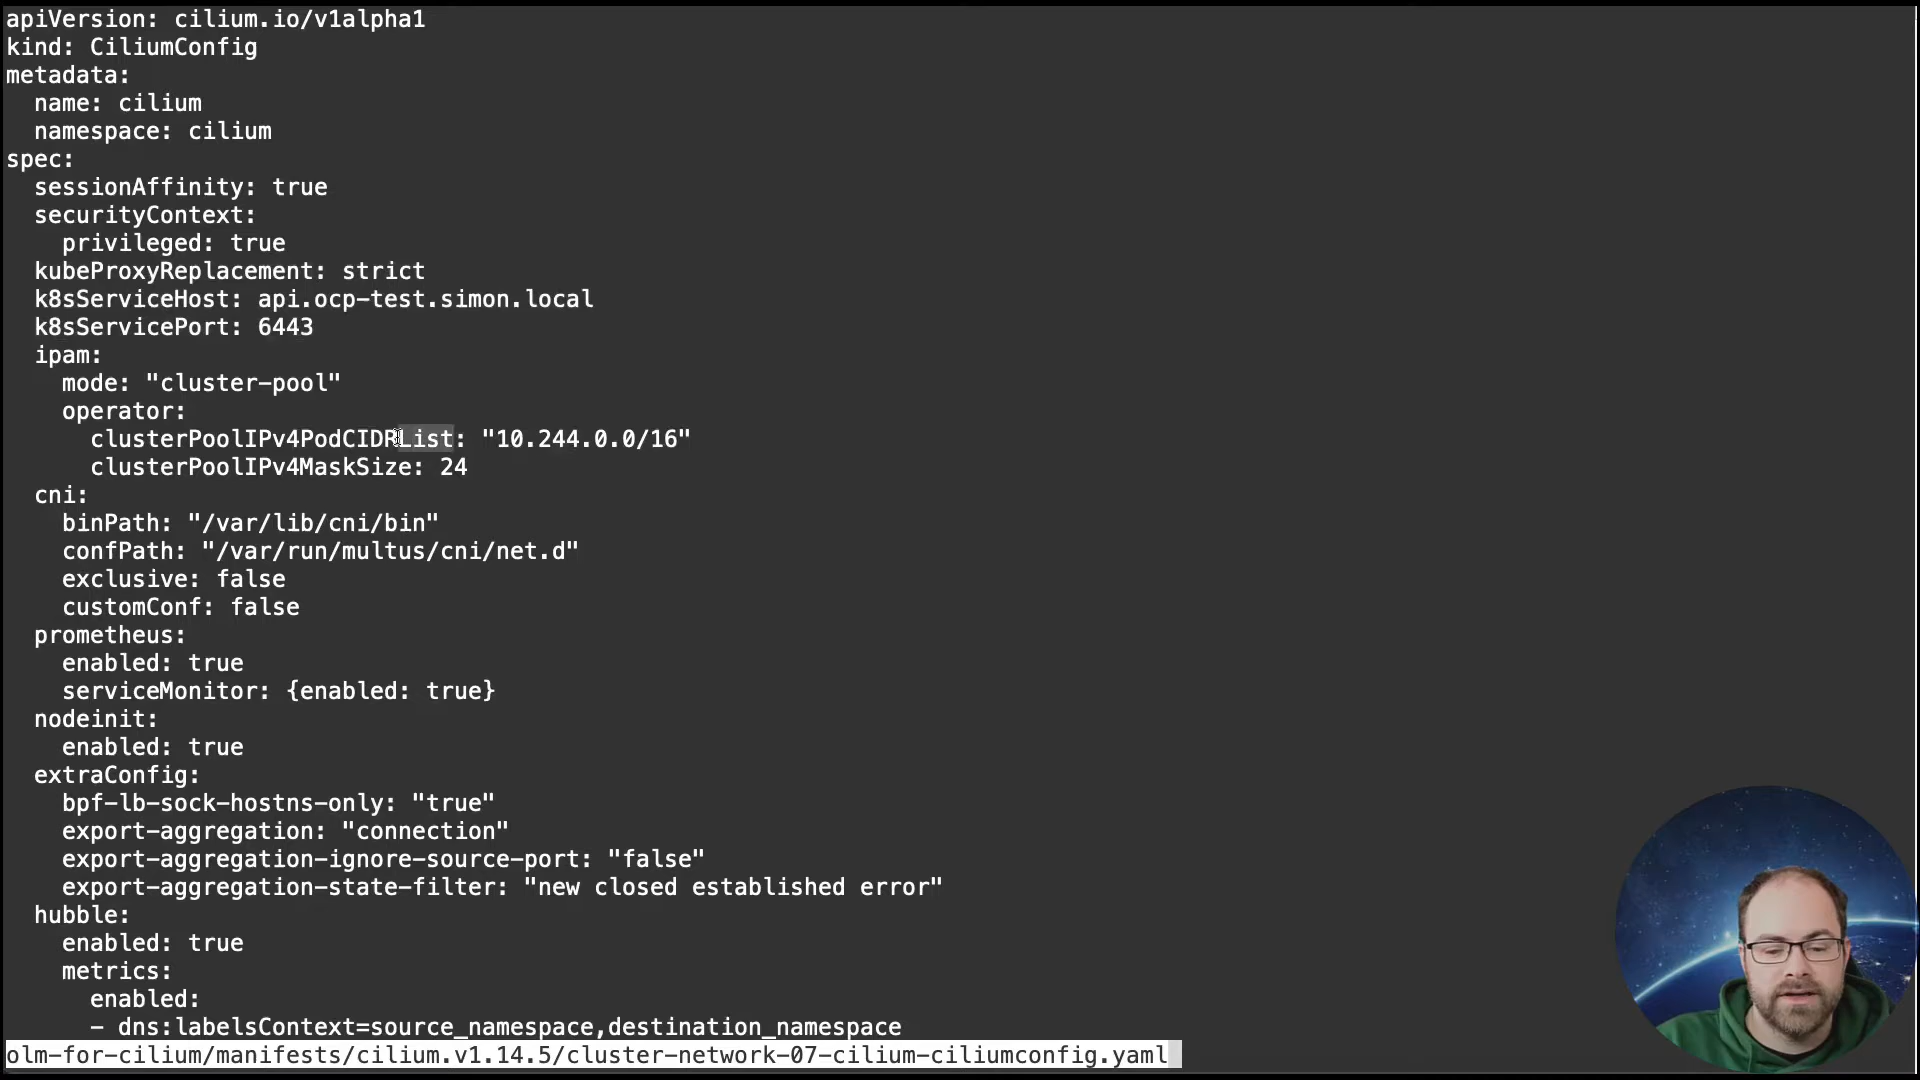 apiVersion: cilium.io/v1alpha1
kind: CiliumConfig
metadata:
  name: cilium
  namespace: cilium
spec:
  sessionAffinity: true
  securityContext:
    privileged: true
  kubeProxyReplacement: strict
  k8sServiceHost: api.ocp-test.simon.local
  k8sServicePort: 6443
  ipam:
    mode: "cluster-pool"
    operator:
      clusterPoolIPv4PodCIDRList: "10.244.0.0/16"
      clusterPoolIPv4MaskSize: 24
  cni:
    binPath: "/var/lib/cni/bin"
    confPath: "/var/run/multus/cni/net.d"
    exclusive: false
    customConf: false
  prometheus:
    enabled: true
    serviceMonitor: {enabled: true}
  nodeinit:
    enabled: true
  extraConfig:
    bpf-lb-sock-hostns-only: "true"
    export-aggregation: "connection"
    export-aggregation-ignore-source-port: "false"
    export-aggregation-state-filter: "new closed established error"
  hubble:
    enabled: true
    metrics:
      enabled:
      - dns:labelsContext=source_namespace,destination_namespace
olm-for-cilium/manifests/cilium.v1.14.5/cluster-network-07-cilium-ciliumconfig.yaml